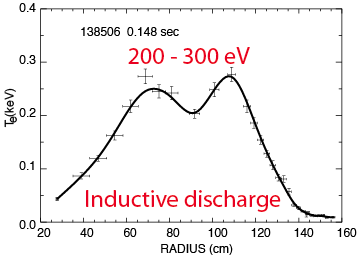 0.4
138506 0.148 sec
200 - 300 eV
0.3
Te(keV)
0.2
0.1
Inductive discharge
0.0
20 40 60 80 100 120 140 160
RADIUS (cm)